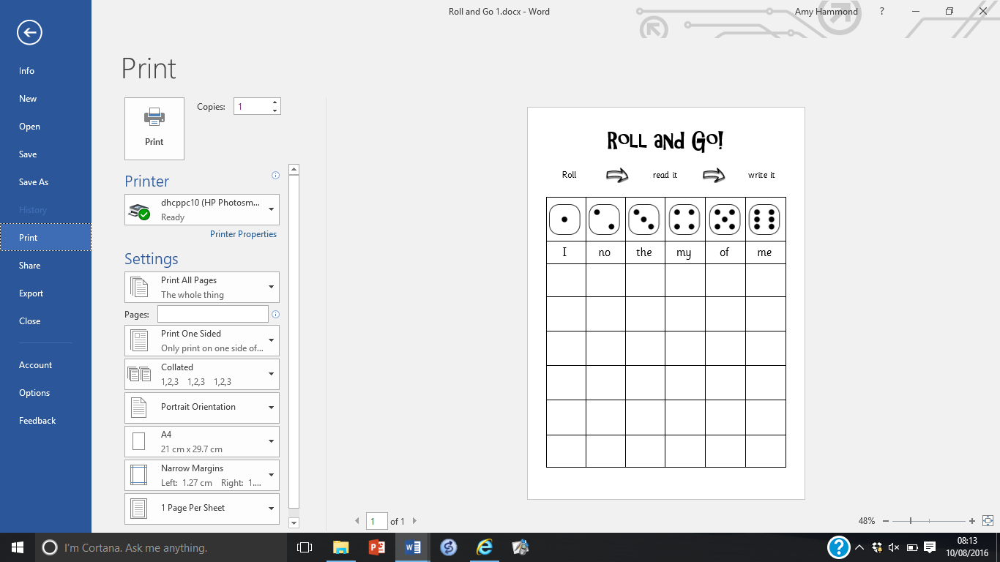 Roll and Go 1.docx - Word
Amy Hammond
?
Info
New
Open
Save
Save As
History
Print
Share
Export
Close
Account
Options
Feedback
Print
Print
Copies: 1
Printer
dhcppc10 (HP Photosm...
Ready
Printer Properties
Settings
Print All Pages
The whole thing
Pages:
Print One Sided
Only print on one side of...
Collated
1,2,3 1,2,3 1,2,3
Portrait Orientation
A4
21 cm x 29.7 cm
Narrow Margins
Left: 1.27 cm Right: 1....
1 Page Per Sheet
Roll and Go!
Roll read it write it
I no the my of me
1 of 1
48%
I'm Cortana. Ask me anything.
08:13
10/08/2016